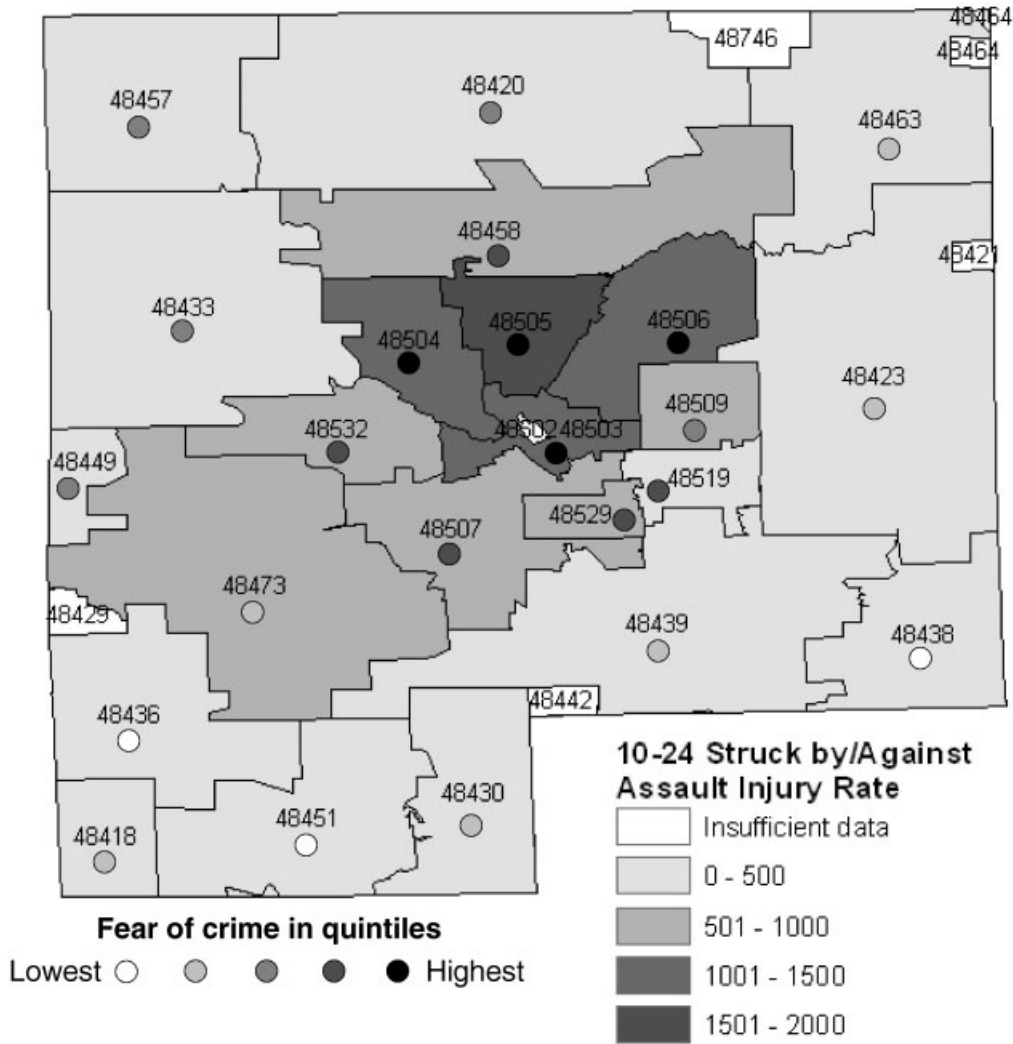 48464
48746
48464
48420
48457
48463
48458
48421
48433
48505
48506
48504
48423
48509
48532
48502 48503
48449
48519
48529
48507
48473
48429
48439
48438
48442
48436
48430
48451
48418
10-24 Struck by/Against
Assault Injury Rate
Insufficient data
0 - 500
501 - 1000
1001 - 1500
1501 - 2000
Fear of crime in quintiles
Lowest
Highest